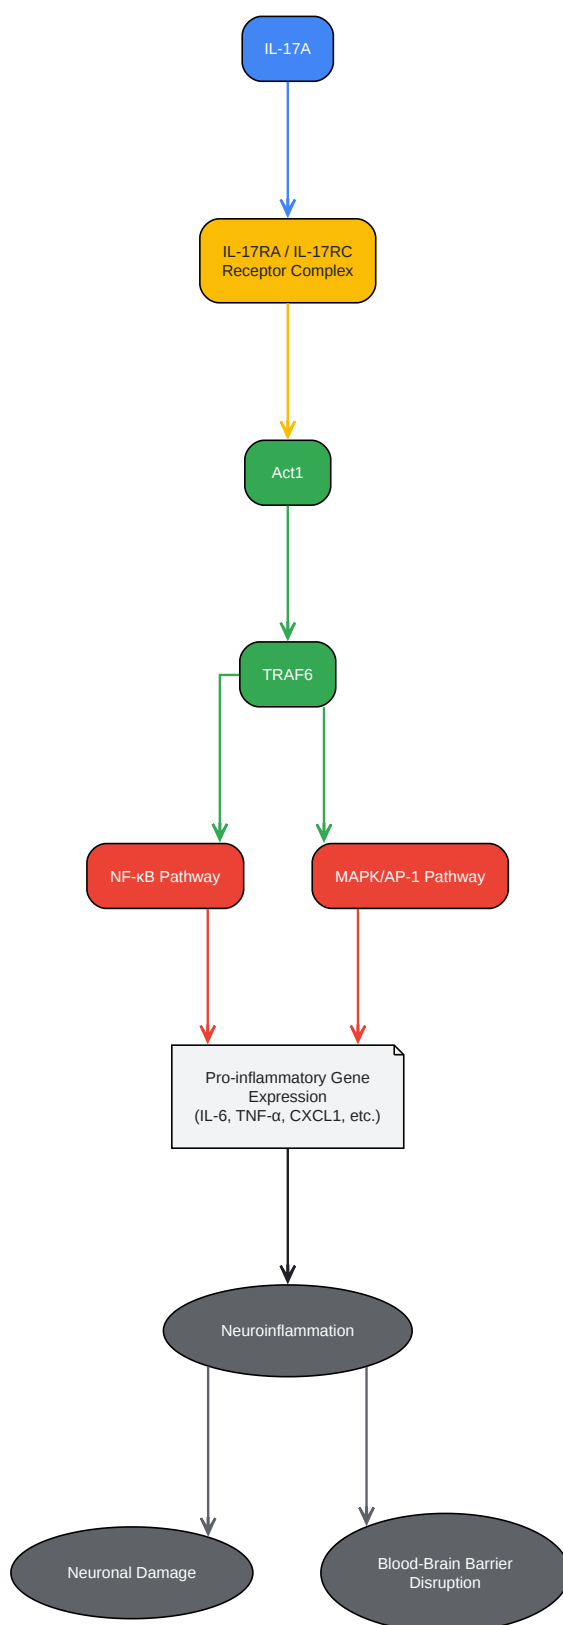 IL-17A
IL-17RA / IL-17RC
Receptor Complex
Act1
TRAF6
NF-κB Pathway
MAPK/AP-1 Pathway
Pro-inflammatory Gene
Expression
(IL-6, TNF-α, CXCL1, etc.)
Neuroinflammation
Neuronal Damage
Blood-Brain Barrier
Disruption